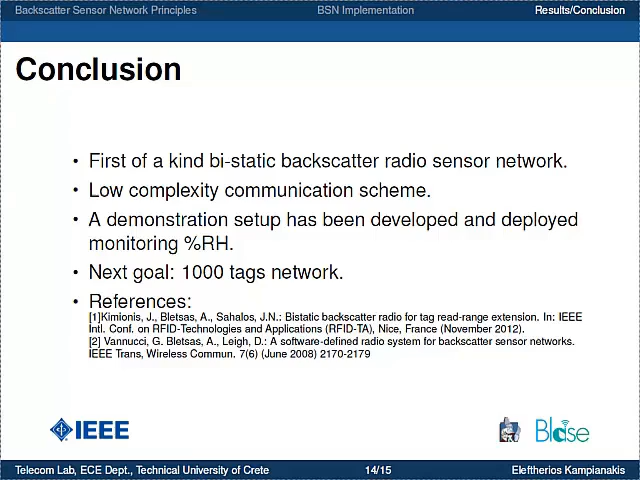 Backscatter Sensor Network Principles BSN Implementation Results/Conclusion
Conclusion
• First of a kind bi-static backscatter radio sensor network.
• Low complexity communication scheme.
• A demonstration setup has been developed and deployed
monitoring %RH.
• Next goal: 1000 tags network.
• References:
[1]Kimionis, J., Bletsas, A., Sahalos, J.N.: Bistatic backscatter radio for tag read-range extension. In: IEEE
Intl. Conf. on RFID-Technologies and Applications (RFID-TA), Nice, France (November 2012).
[2] Vannucci, G. Bletsas, A., Leigh, D.: A software-defined radio system for backscatter sensor networks.
IEEE Trans, Wireless Commun. 7(6) (June 2008) 2170-2179
IEEE Blase
Telecom Lab, ECE Dept., Technical University of Crete 14/15 Eleftherios Kampianakis